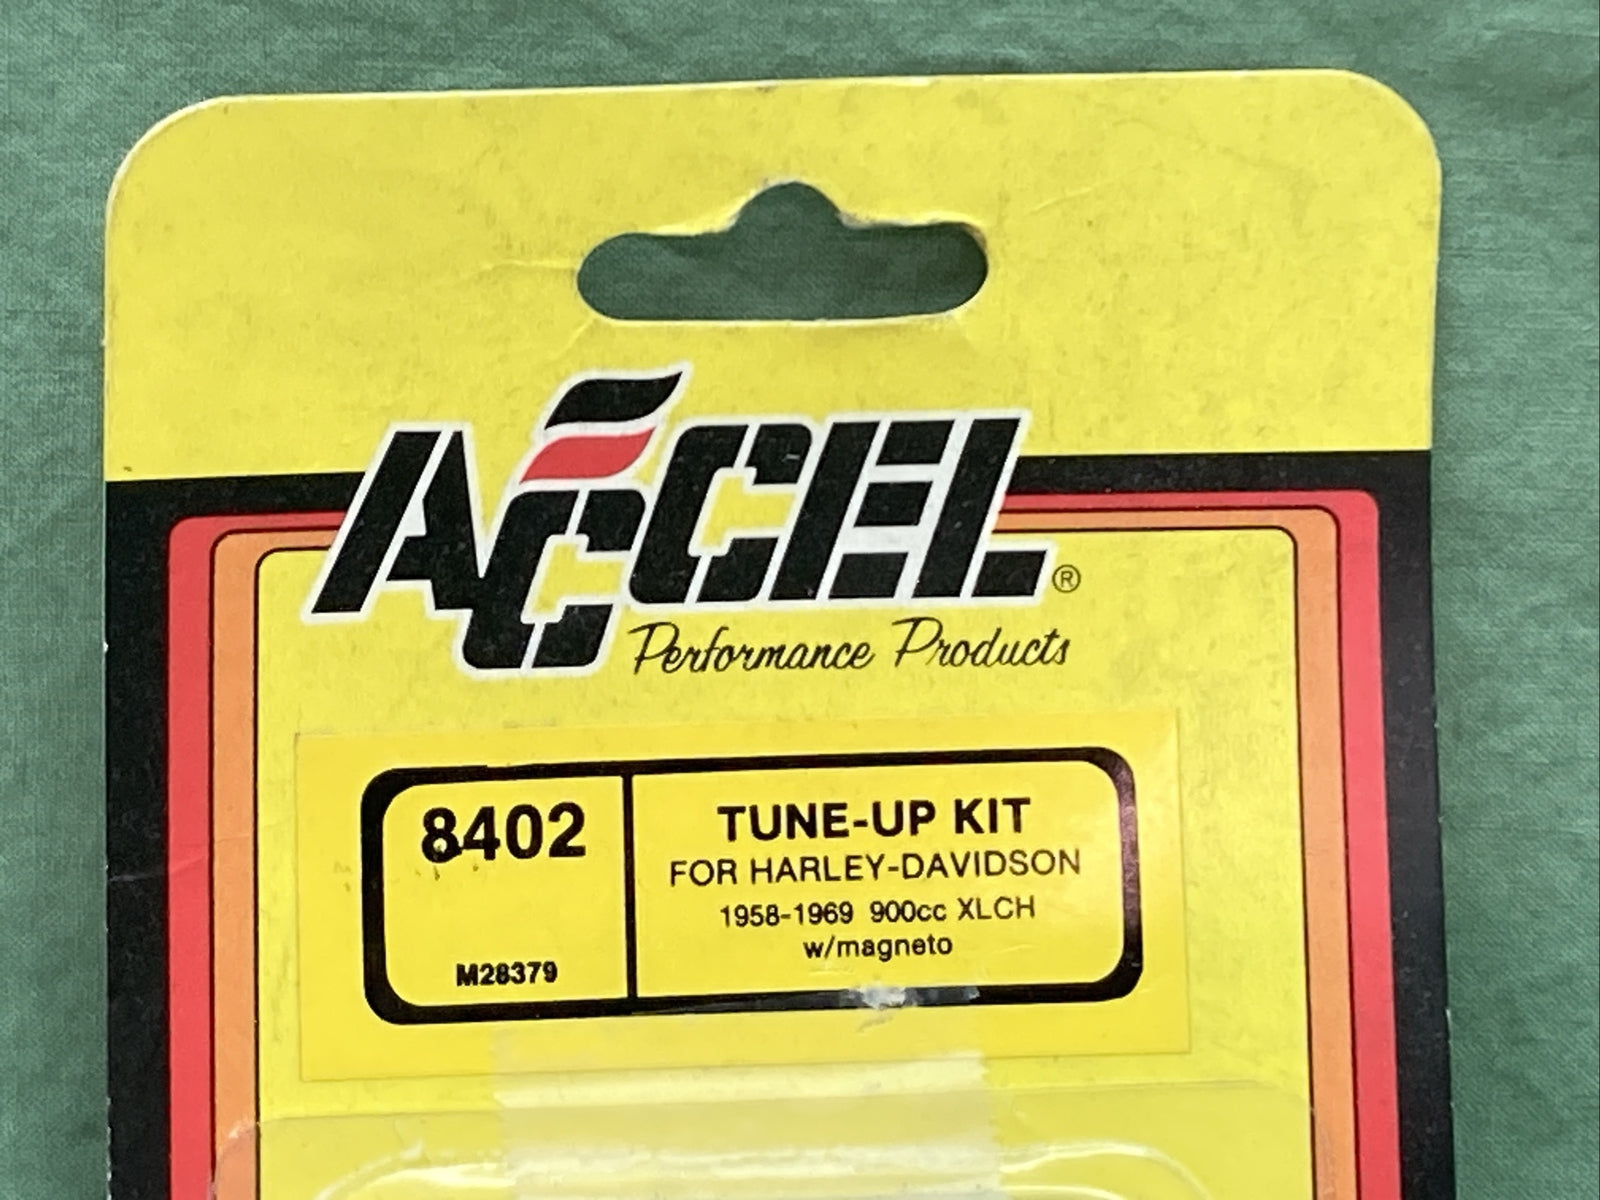 ACCEL®
Performance Products
8402
M28379
TUNE-UP KIT
FOR HARLEY-DAVIDSON
1958-1969 900cc XLCH
w/magneto